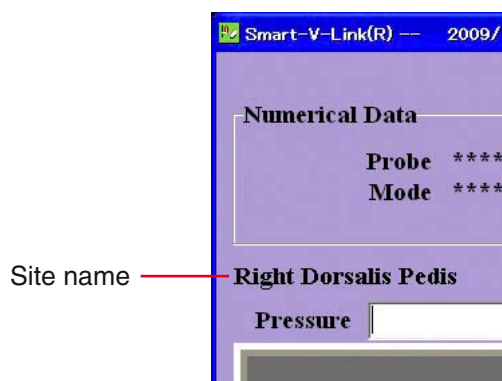 Smart-V-Link(R) -- 2009/
Numerical Data
Probe ****
Mode ****
Site name
Right Dorsalis Pedis
Pressure